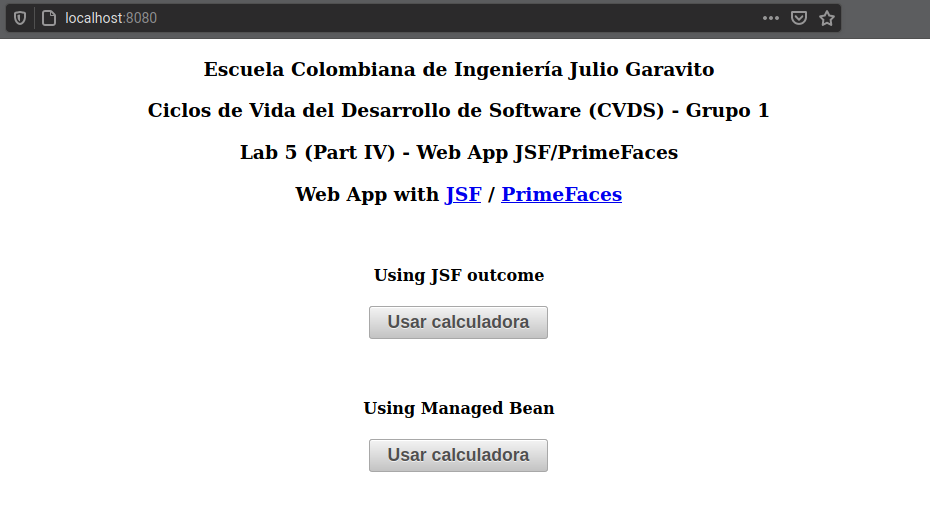 localhost:8080
Escuela Colombiana de Ingeniería Julio Garavito
Ciclos de Vida del Desarrollo de Software (CVDS) - Grupo 1
Lab 5 (Part IV) - Web App JSF/PrimeFaces
Web App with JSF / PrimeFaces
Using JSF outcome
Usar calculadora
Using Managed Bean
Usar calculadora